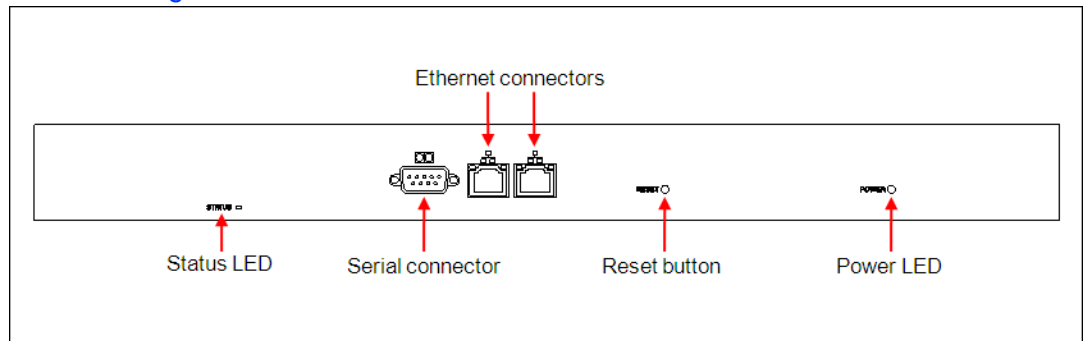 Ethernet connectors
RESET
POWER
STATUS
Status LED
Serial connector
Reset button
Power LED